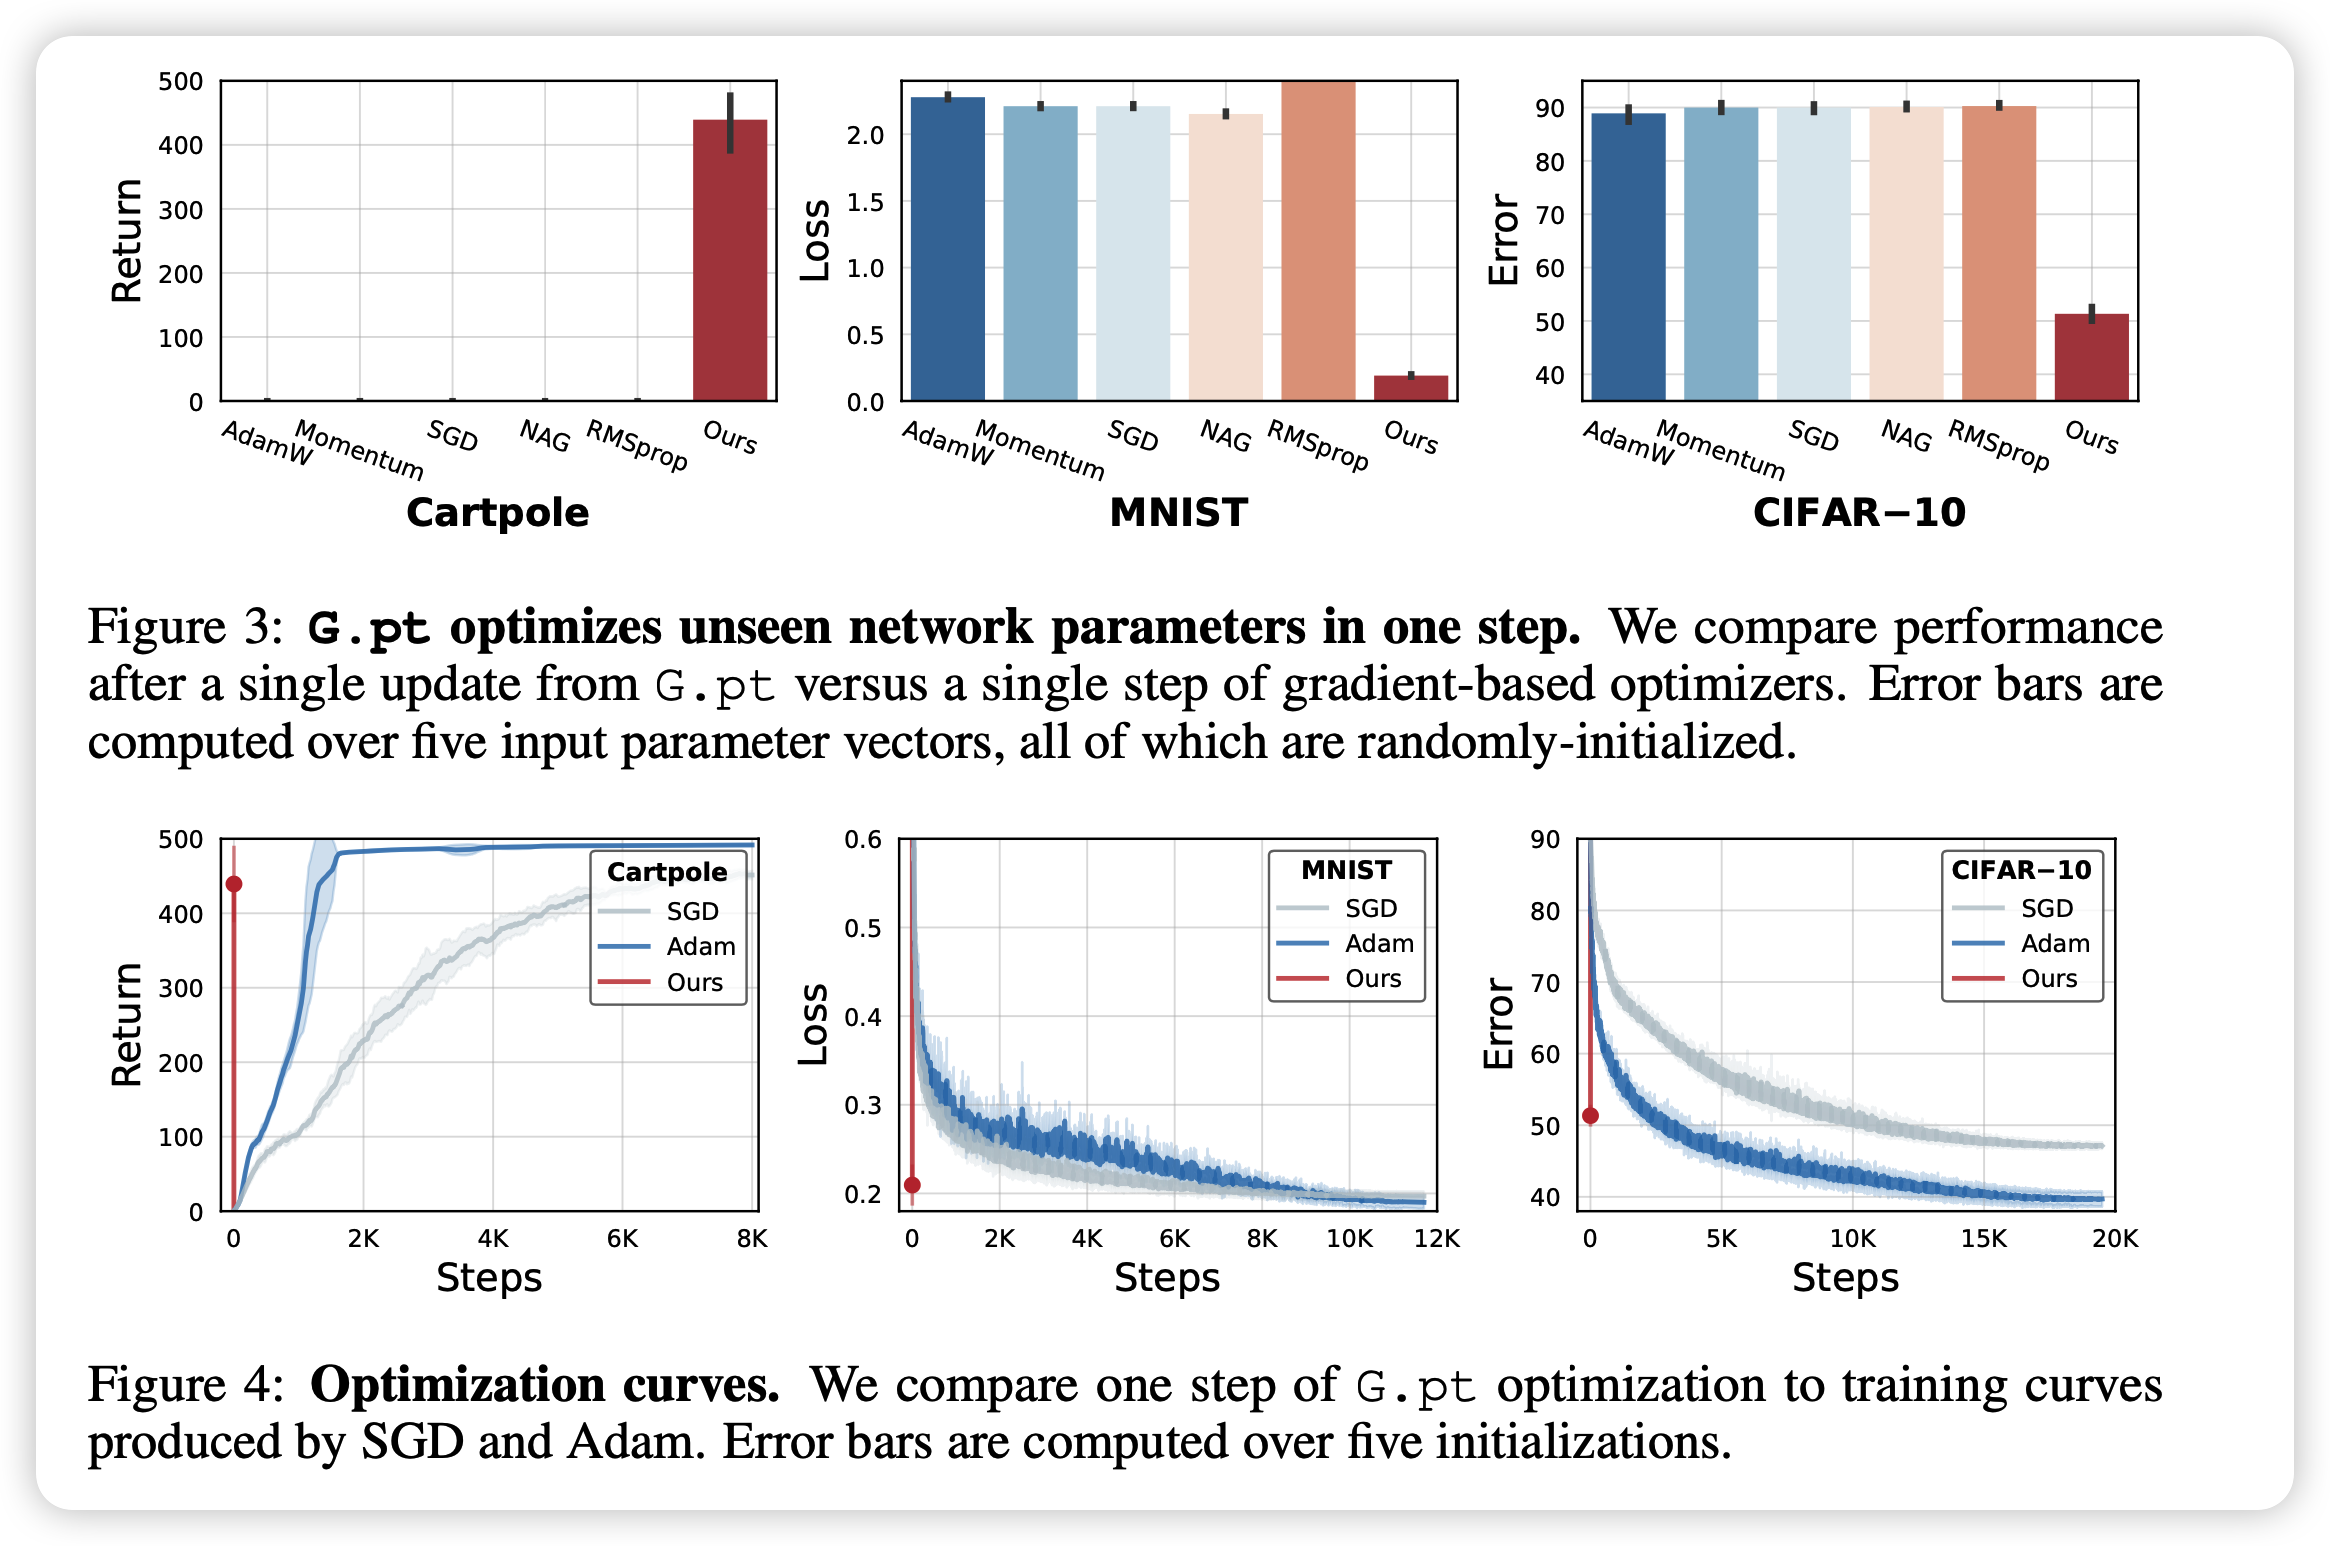 500
400
300
200
100
0
Return
AdamW
Momentum
SGD
NAG
RMSprop
Ours
Cartpole
2.0
1.5
1.0
0.5
0.0
Loss
AdamW
Momentum
SGD
NAG
RMSprop
Ours
MNIST
90
80
70
60
50
40
Error
AdamW
Momentum
SGD
NAG
RMSprop
Ours
CIFAR−10
Figure 3: G.pt optimizes unseen network parameters in one step. We compare performance
after a single update from G.pt versus a single step of gradient-based optimizers. Error bars are
computed over five input parameter vectors, all of which are randomly-initialized.
500
400
300
200
100
0
Return
Cartpole
SGD
Adam
Ours
0 2K 4K 6K 8K
Steps
0.6
0.5
0.4
0.3
0.2
Loss
MNIST
SGD
Adam
Ours
0 2K 4K 6K 8K 10K 12K
Steps
90
80
70
60
50
40
Error
CIFAR−10
SGD
Adam
Ours
0 5K 10K 15K 20K
Steps
Figure 4: Optimization curves. We compare one step of G.pt optimization to training curves
produced by SGD and Adam. Error bars are computed over five initializations.